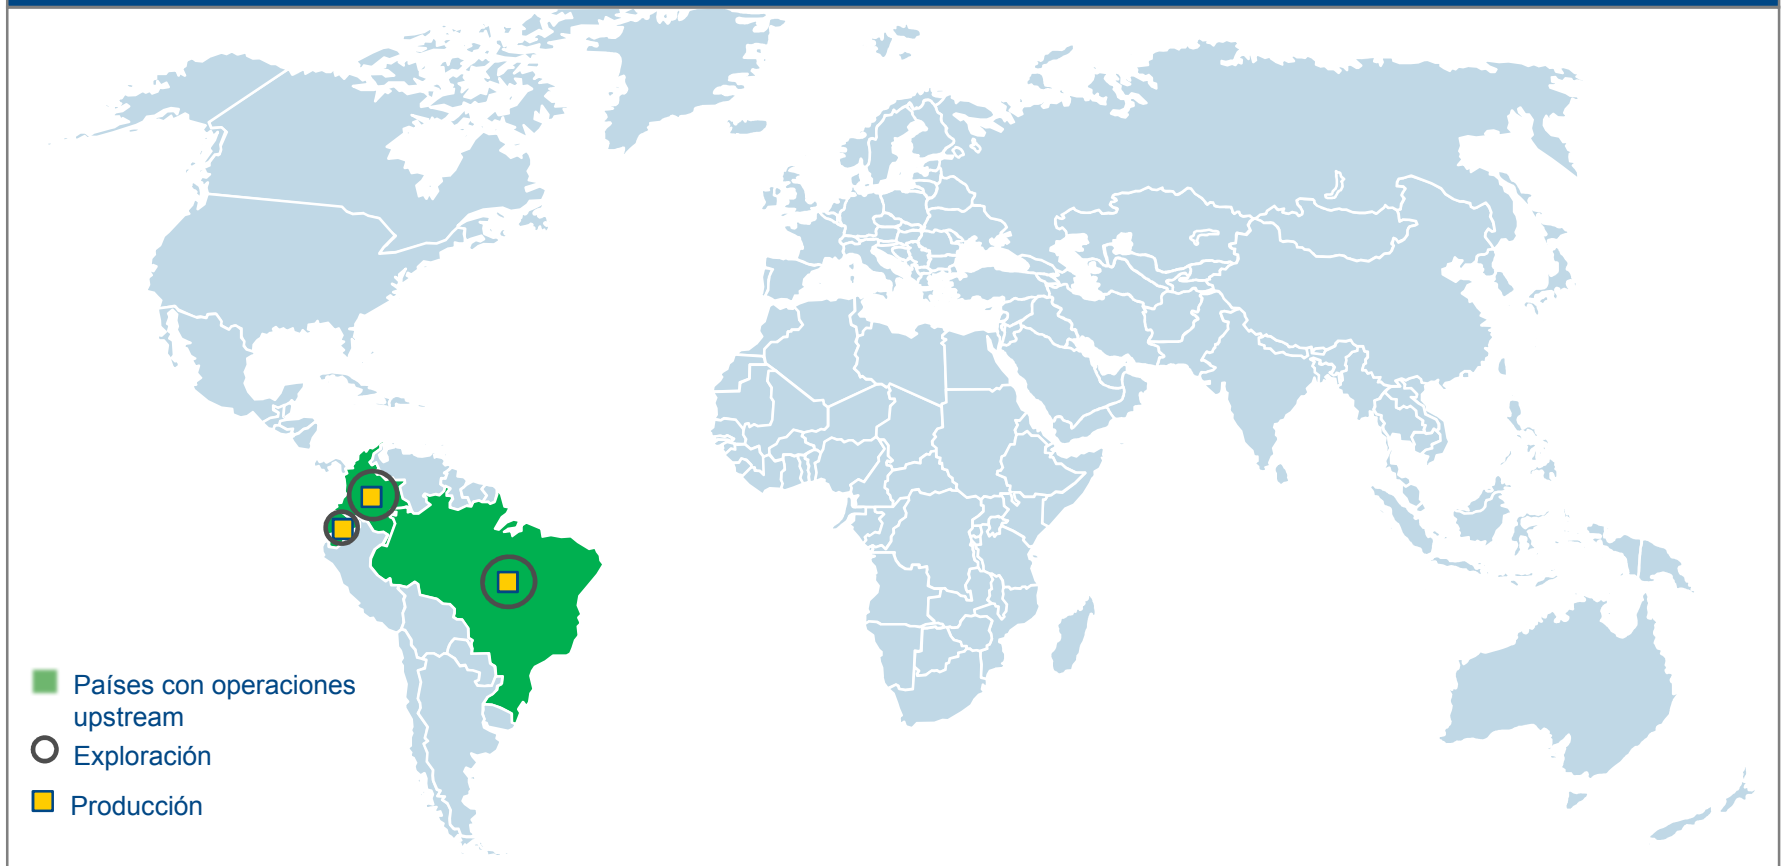 Países con operaciones
upstream
Exploración
Producción